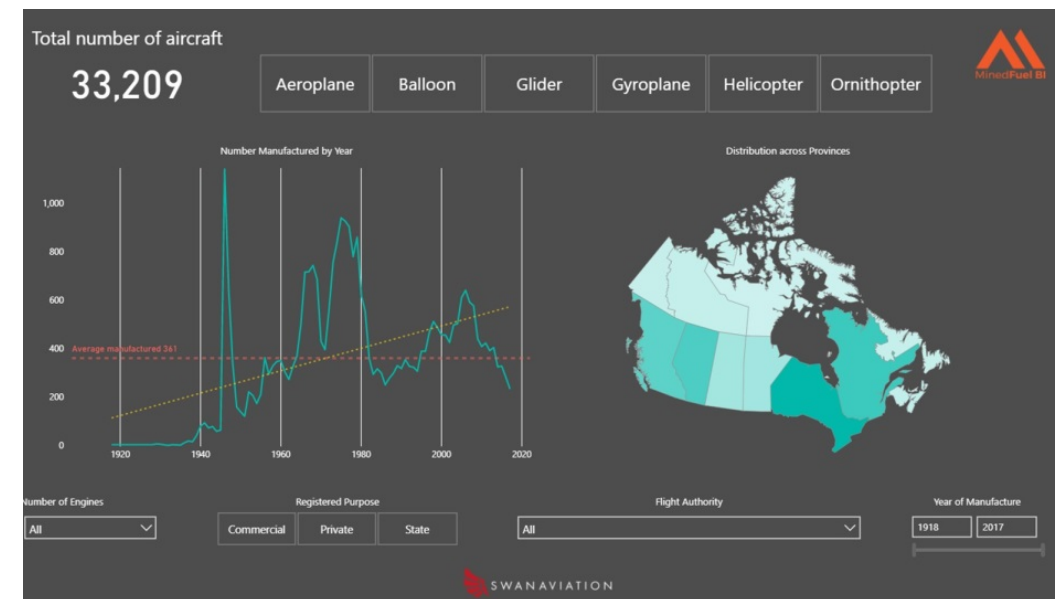 Total number of aircraft
33,209
Aeroplane
Balloon
Glider
Gyroplane
Helicopter
Ornithopter
MinedFuel BI
Number Manufactured by Year
1,000
800
600
400
200
0
Average manufactured 361
1920
1940
1960
1980
2000
2020
Distribution across Provinces
Number of Engines
All
Registered Purpose
Commercial
Private
State
Flight Authority
All
Year of Manufacture
1918
2017
SWANAVIATION